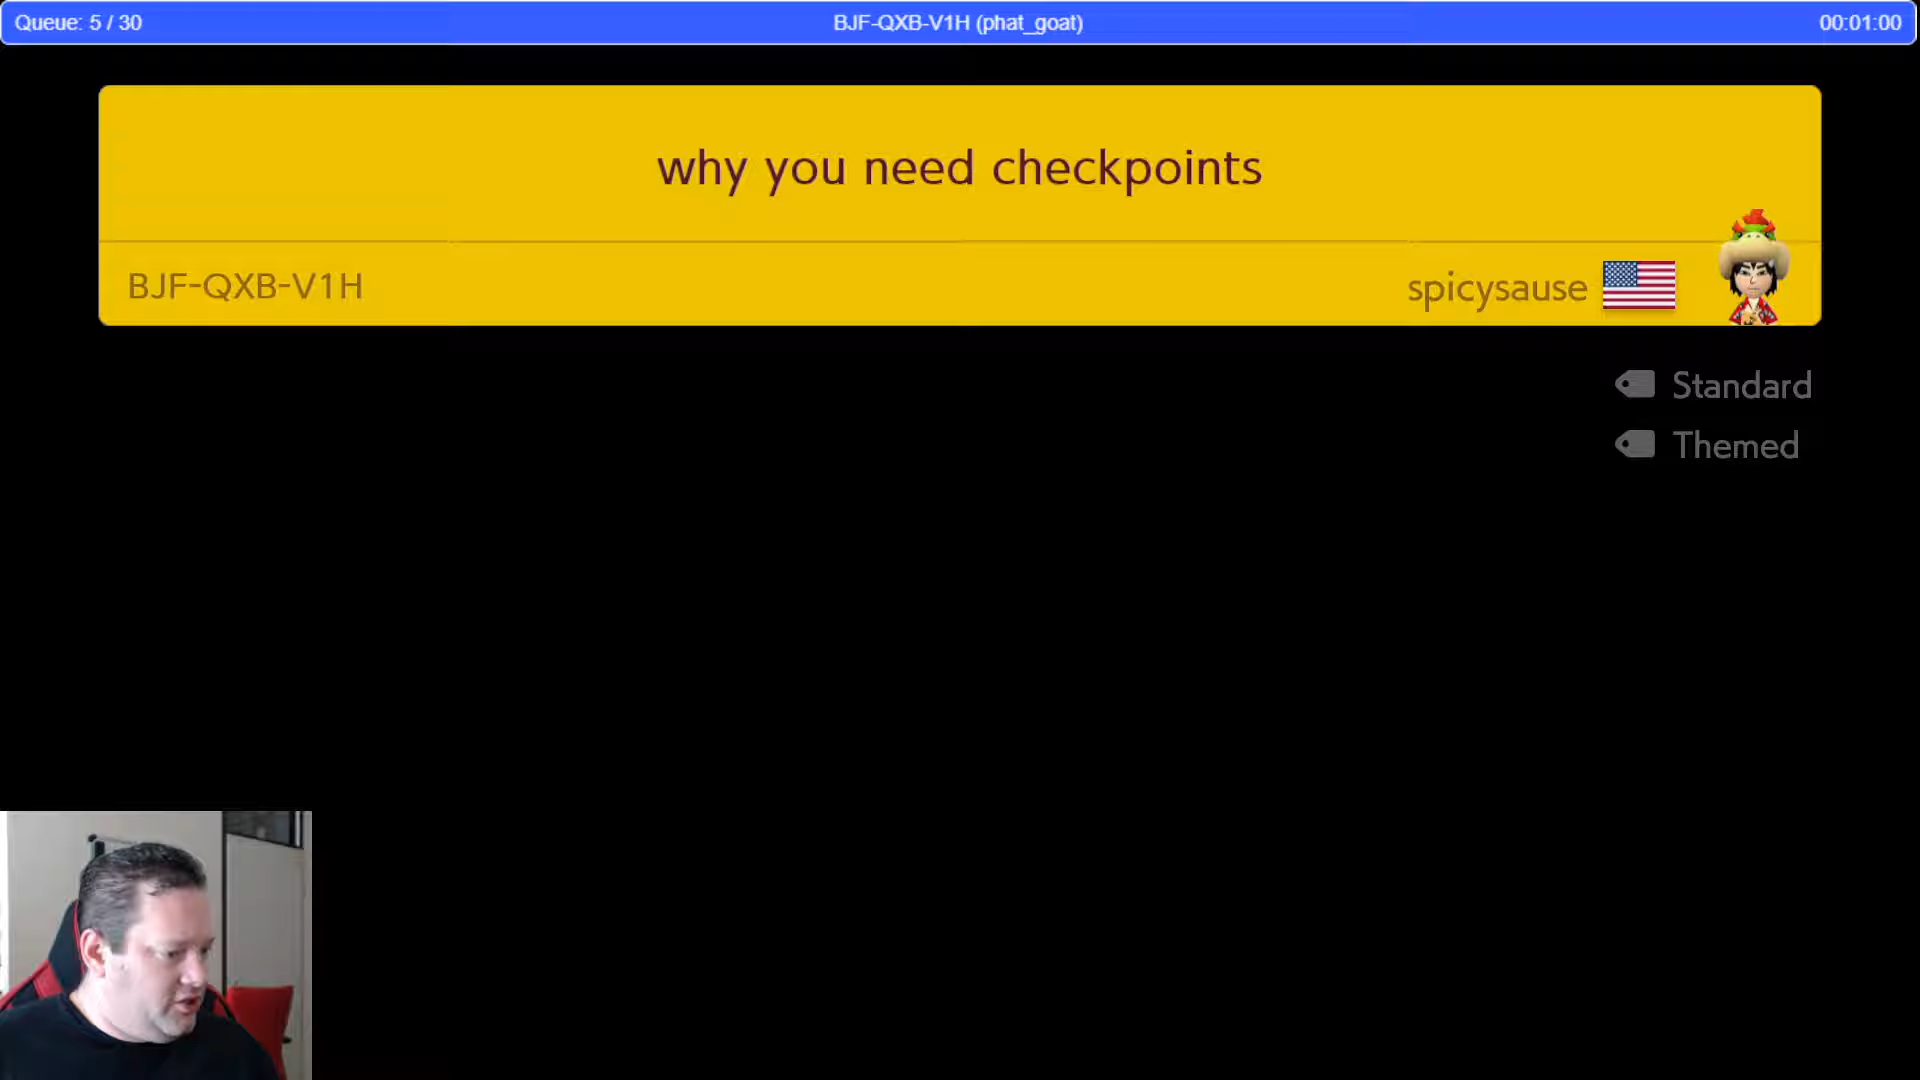 Queue: 5 / 30
BJF-QXB-V1H (phat_goat)
00:01:00
why you need checkpoints
BJF-QXB-V1H
spicysause
Standard
Themed